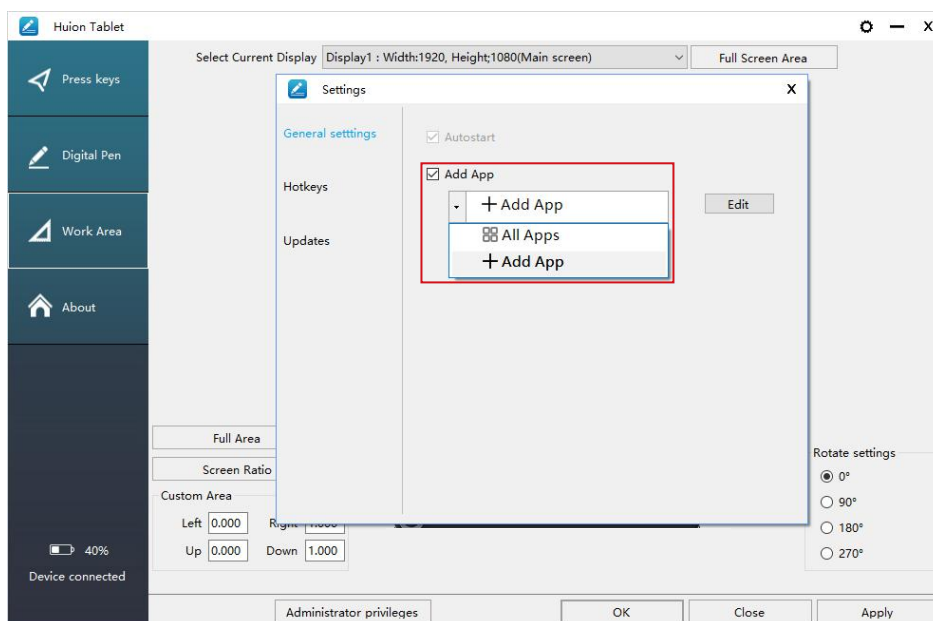 Huion Tablet
X
Press keys
Digital Pen
Work Area
About
40%
Device connected
Select Current Display Display1 : Width:1920, Height;1080(Main screen) Full Screen Area
Settings X
General setttings
Hotkeys
Updates
Autostart
Add App
Add App
Edit
All Apps
Add App
Full Area
Screen Ratio
Custom Area
Left 0.000
Up 0.000 Down 1.000
Rotate settings
0°
90°
180°
270°
Administrator privileges OK Close Apply